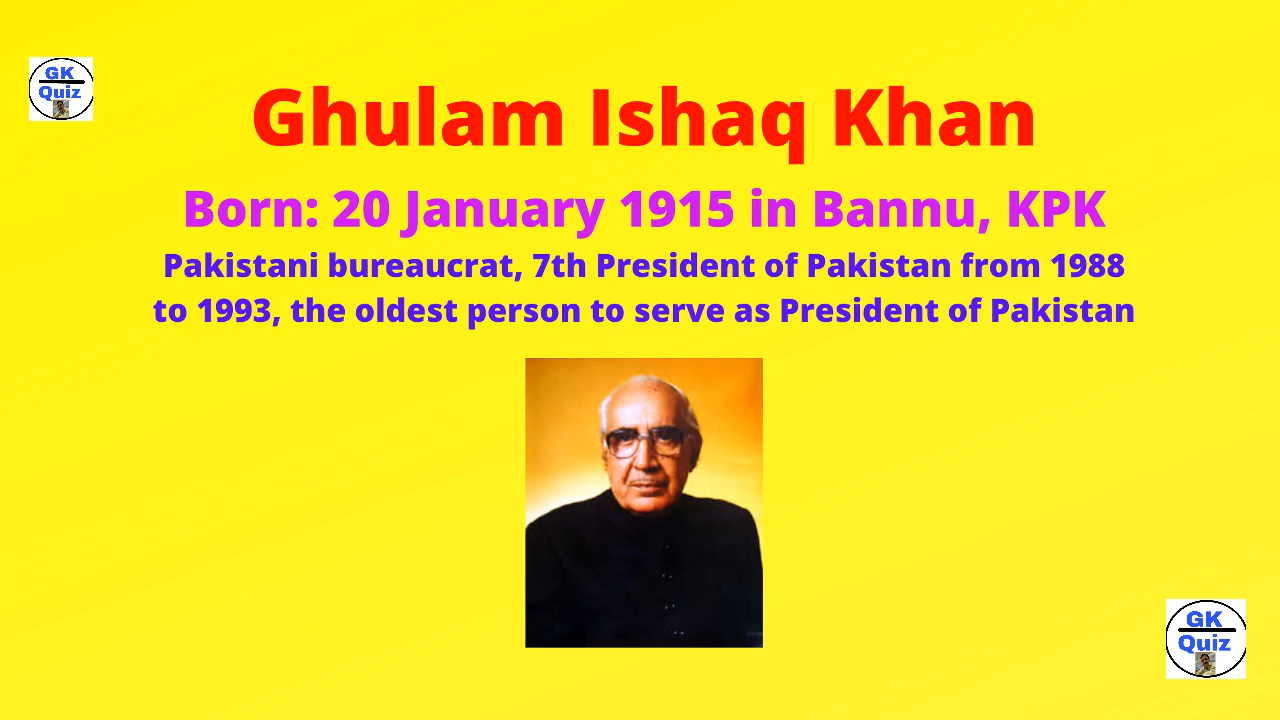 GK
Quiz
Ghulam Ishaq Khan
Born: 20 January 1915 in Bannu, KPK
Pakistani bureaucrat, 7th President of Pakistan from 1988
to 1993, the oldest person to serve as President of Pakistan
GK
Quiz